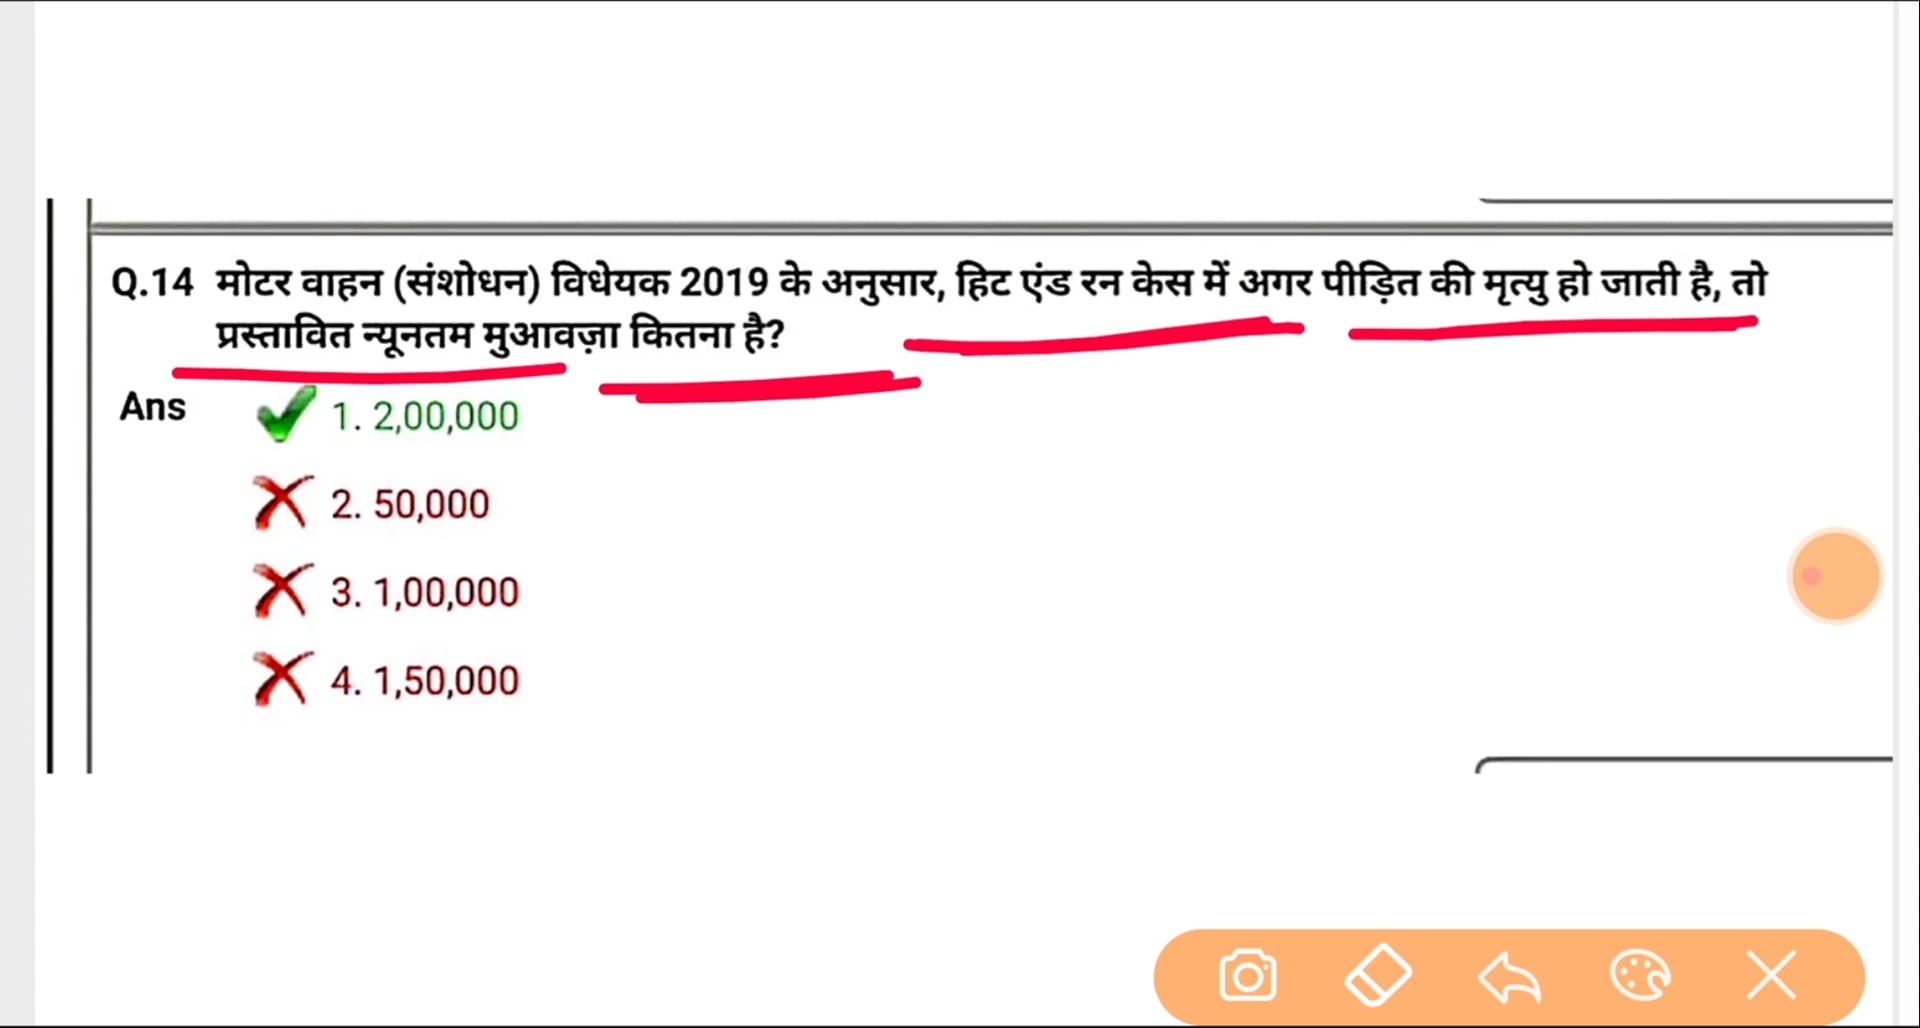 Q.14 मोटर वाहन (संशोधन) विधेयक 2019 के अनुसार, हिट एंड रन केस में अगर पीड़ित की मृत्यु हो जाती है, तो
प्रस्तावित न्यूनतम मुआवज़ा कितना है?
Ans 1. 2,00,000
2. 50,000
3. 1,00,000
4. 1,50,000